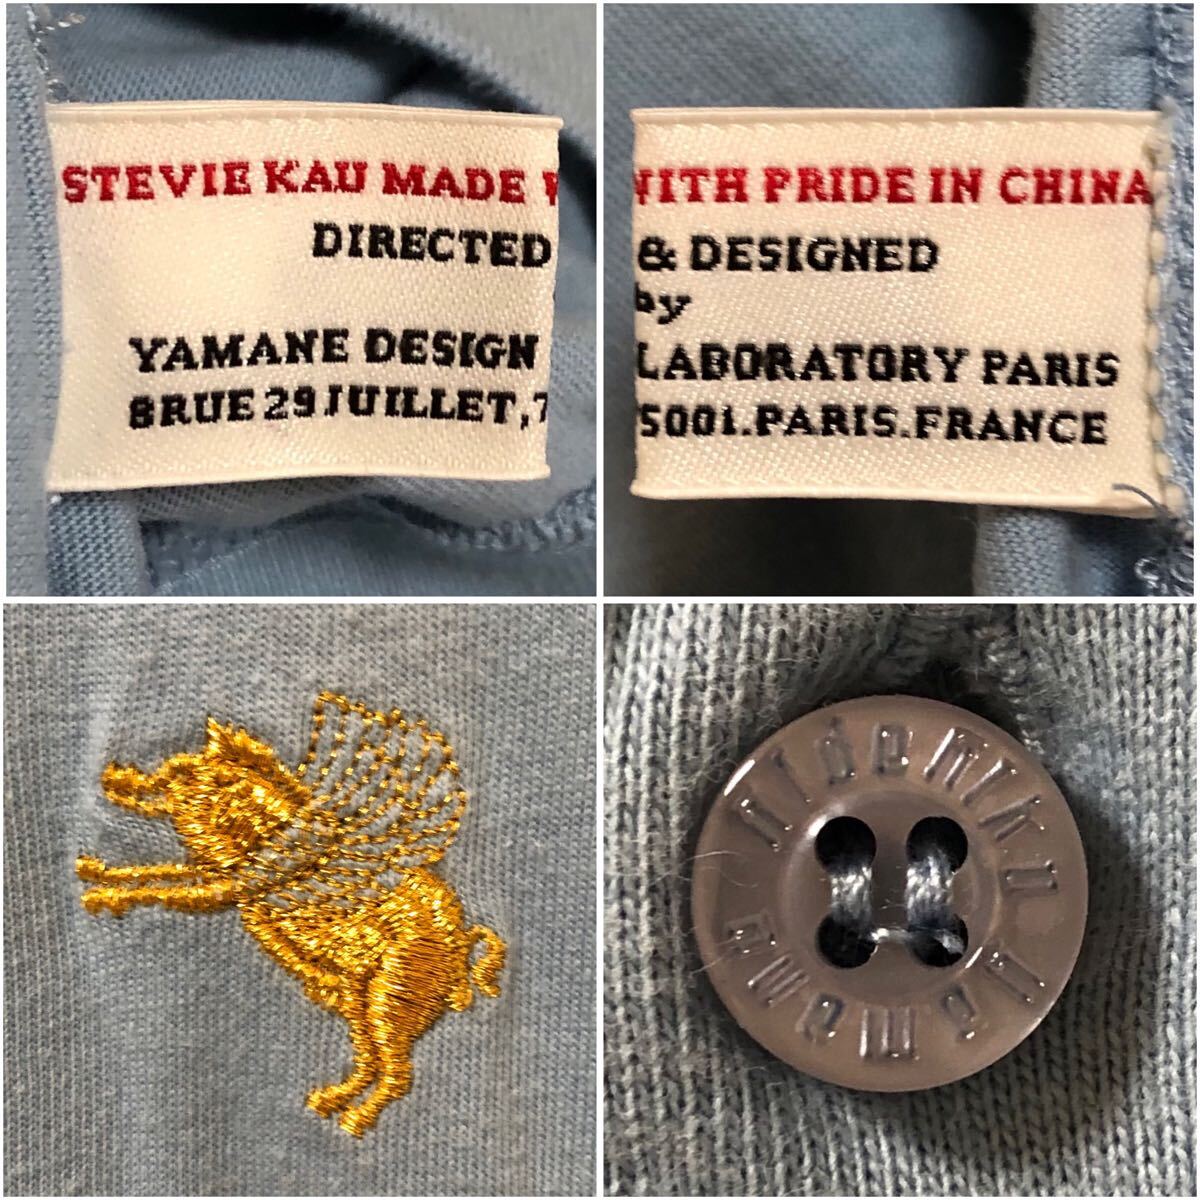 STEVIE KAU MADE
DIRECTED
YAMANE DESIGN
8RUE 29 JUILLET, 7
WITH PRIDE IN CHINA
& DESIGNED
by
LABORATORY PARIS
5001.PARIS.FRANCE